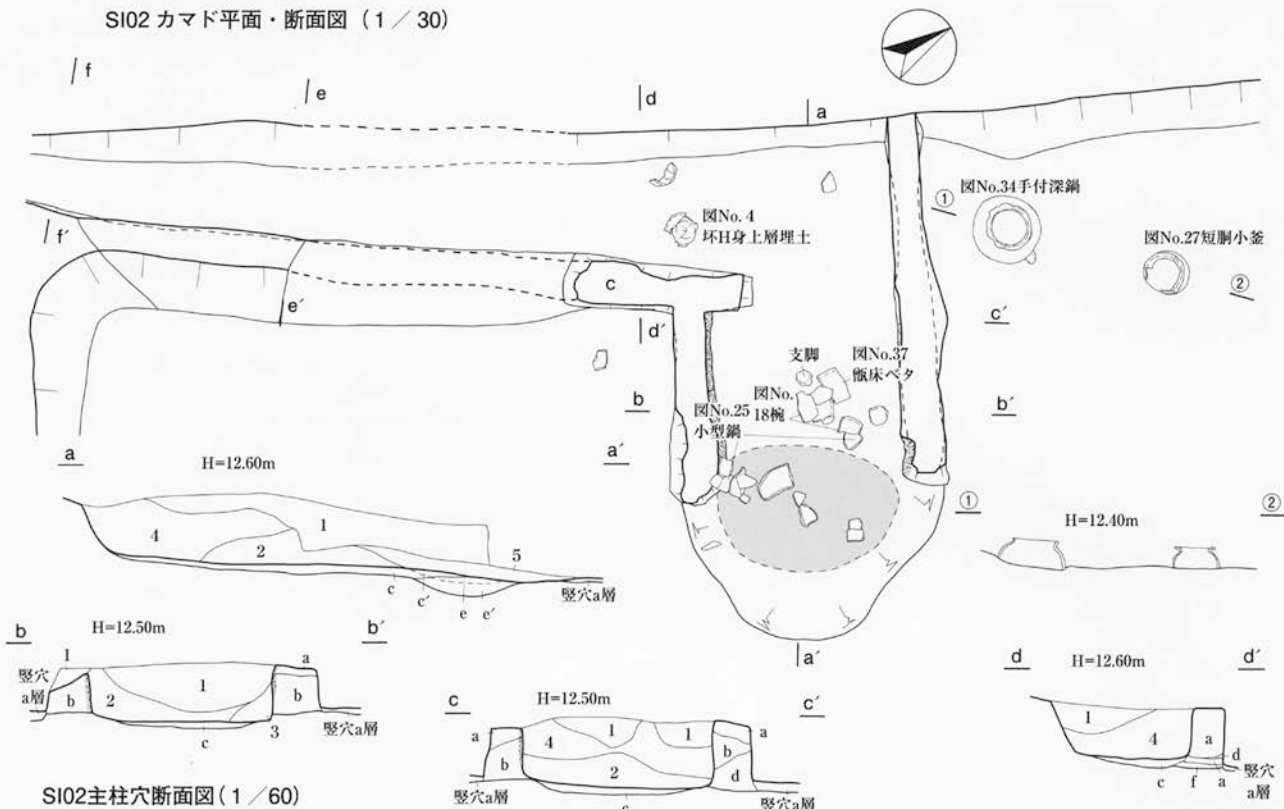 SI02 カマド平面・断面図（1／30）
f
e
d
a
図No.34手付深鍋
①
図No. 4
坏H身上層埋土
図No.27短胴小釜
②
f′
c
e′
d′
c′
支脚
図No.37
甑床ベタ
b
図No.
18椀
b′
図No.25
小型鍋
a
H=12.60m
a′
1
4
2
5
c
c′
e
e′
竪穴a層
①
H=12.40m
②
a′
b
H=12.50m
b′
1
竪穴
a層
b
2
1
a
b
3
竪穴a層
c
c
H=12.50m
c′
a
4
1
1
a
b
2
b
d
竪穴a層
c
竪穴a層
d
H=12.60m
d′
1
4
a
d
c
f
a
竪穴
a層
SI02主柱穴断面図（1／60）